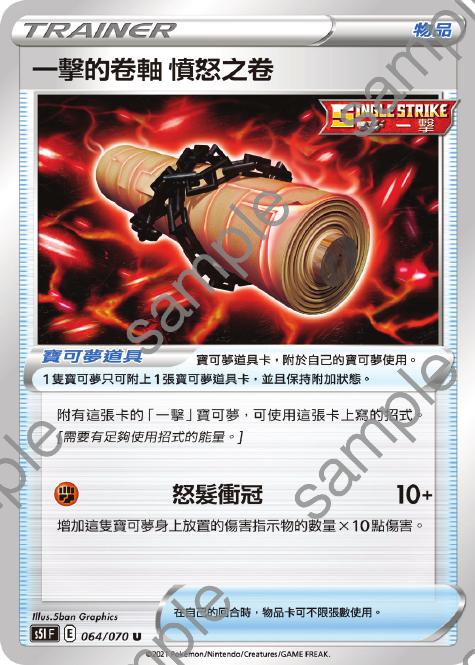 TRAINER
物品
一擊的卷軸 憤怒之卷
SINGLE STRIKE
一擊
寶可夢道具
寶可夢道具卡，附於自己的寶可夢使用。
1隻寶可夢只可附上1張寶可夢道具卡，並且保持附加狀態。
附有這張卡的「一擊」寶可夢，可使用這張卡上寫的招式。
[需要有足夠使用招式的能量。]
怒髮衝冠 10+
增加這隻寶可夢身上放置的傷害指示物的數量×10點傷害。
Illus.5ban Graphics
在自己的回合時，物品卡可不限張數使用。
s5I F E 064/070 U
©2021 Pokémon/Nintendo/Creatures/GAME FREAK.
sample
sample
sample
sample
sample
sample